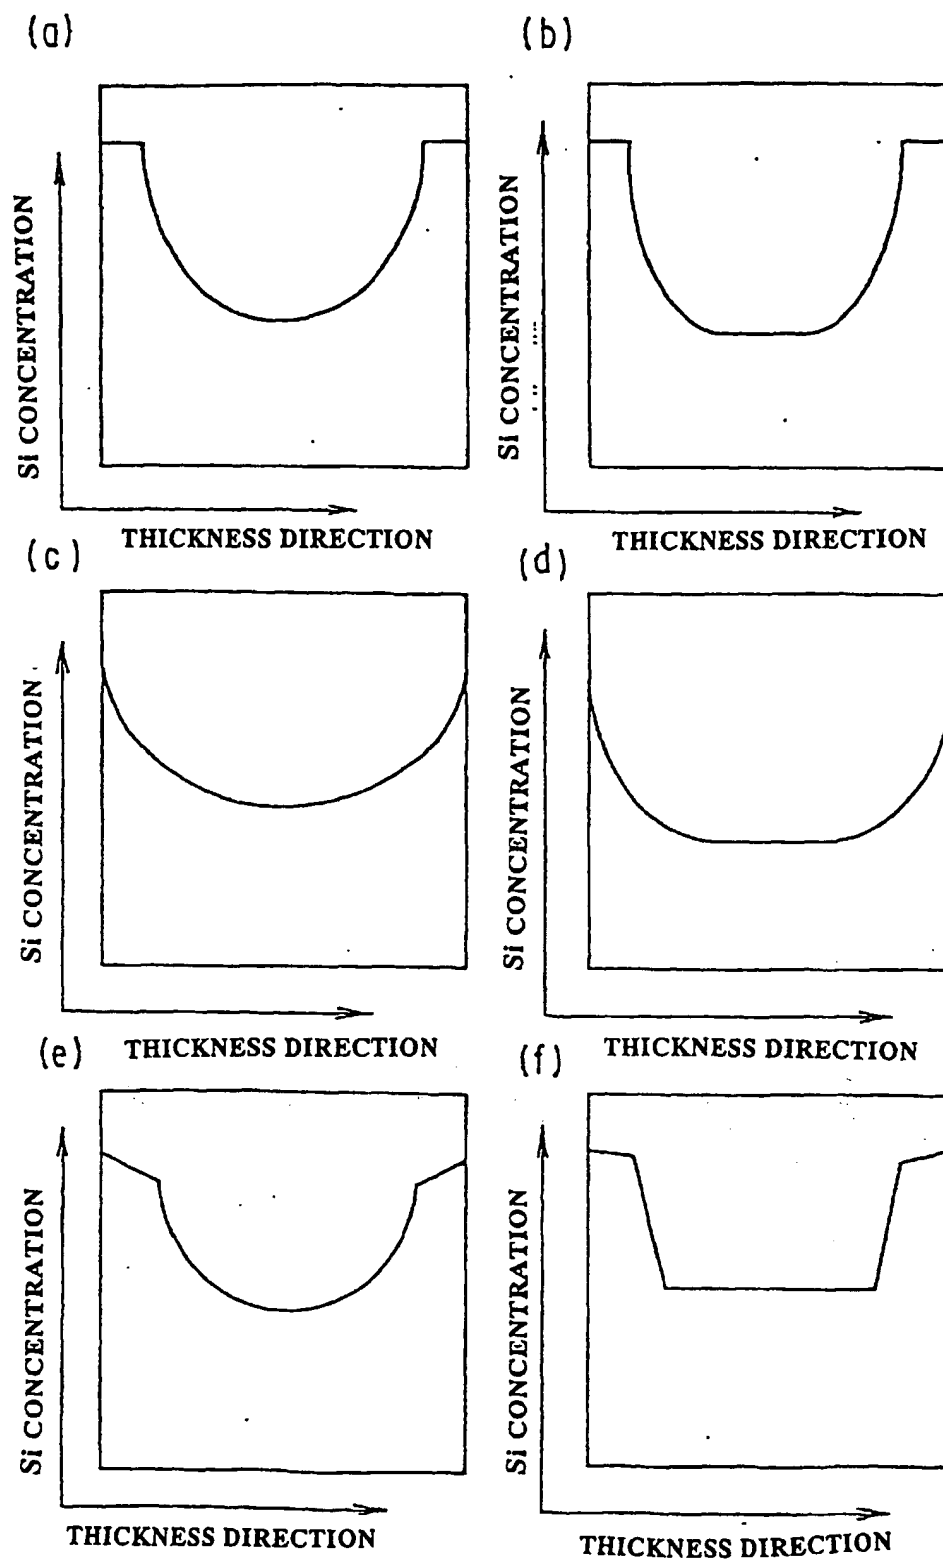 (a)
Si CONCENTRATION
THICKNESS DIRECTION
(b)
Si CONCENTRATION
THICKNESS DIRECTION
(c)
Si CONCENTRATION
THICKNESS DIRECTION
(d)
Si CONCENTRATION
THICKNESS DIRECTION
(e)
Si CONCENTRATION
THICKNESS DIRECTION
(f)
Si CONCENTRATION
THICKNESS DIRECTION